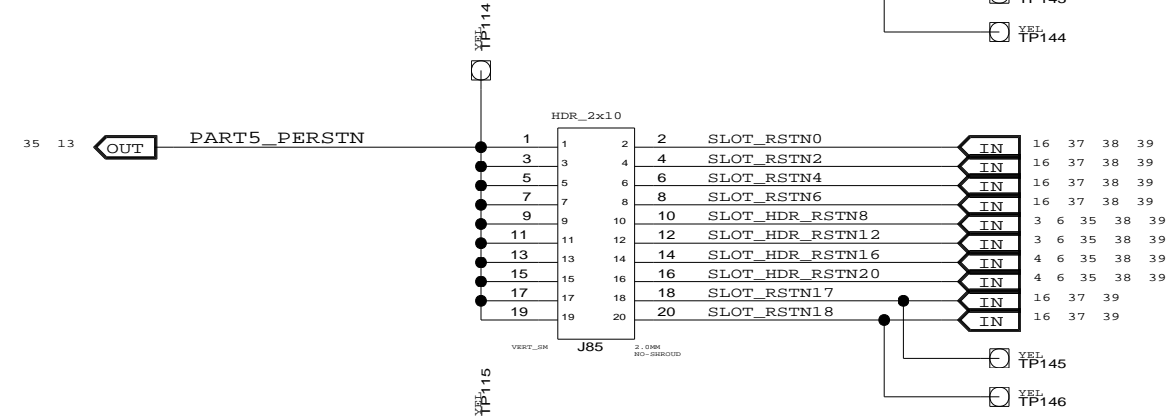 YEL
TP114
YEL
TP144
HDR_2x10
35 13 OUT PART5_PERSTN
1 1 2 2 SLOT_RSTN0 IN 16 37 38 39
3 3 4 4 SLOT_RSTN2 IN 16 37 38 39
5 5 6 6 SLOT_RSTN4 IN 16 37 38 39
7 7 8 8 SLOT_RSTN6 IN 16 37 38 39
9 9 10 10 SLOT_HDR_RSTN8 IN 3 6 35 38 39
11 11 12 12 SLOT_HDR_RSTN12 IN 3 6 35 38 39
13 13 14 14 SLOT_HDR_RSTN16 IN 4 6 35 38 39
15 15 16 16 SLOT_HDR_RSTN20 IN 4 6 35 38 39
17 17 18 18 SLOT_RSTN17 IN 16 37 39
19 19 20 20 SLOT_RSTN18 IN 16 37 39
VERT_SM J85 2.0MM
NO-SHROUD
YEL
TP145
YEL
TP115
YEL
TP146